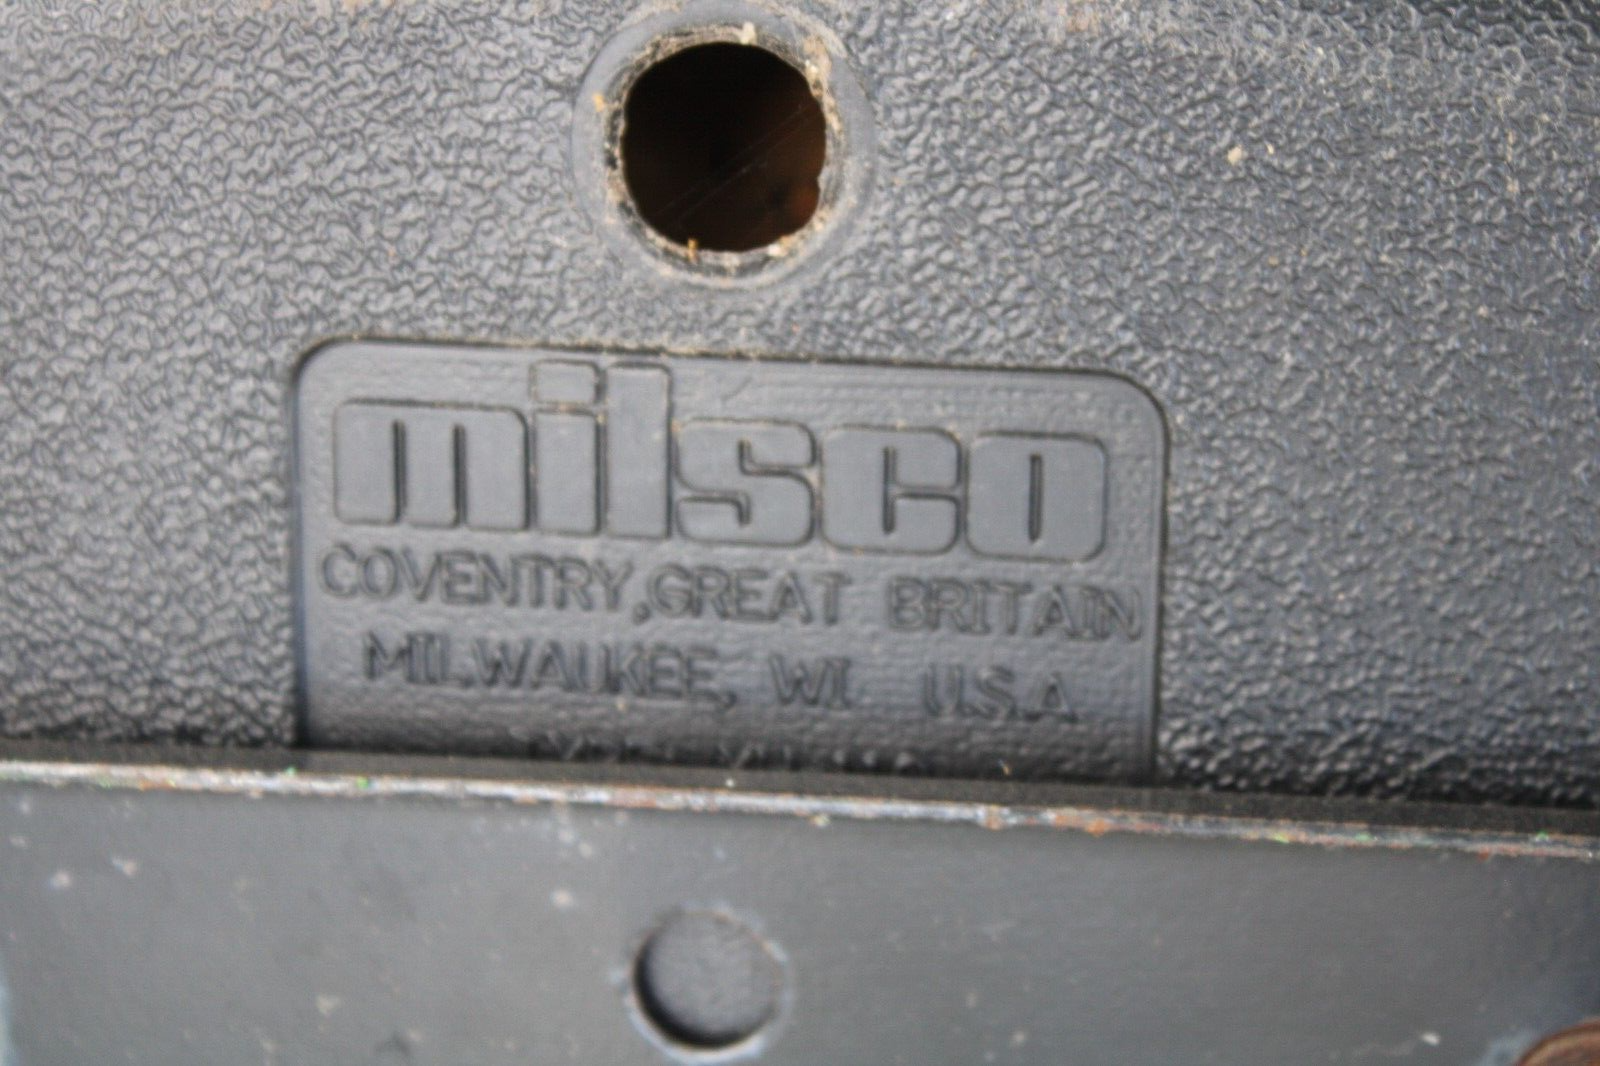 milsco
COVENTRY, GREAT BRITAIN
MILWAUKEE, WI U.S.A